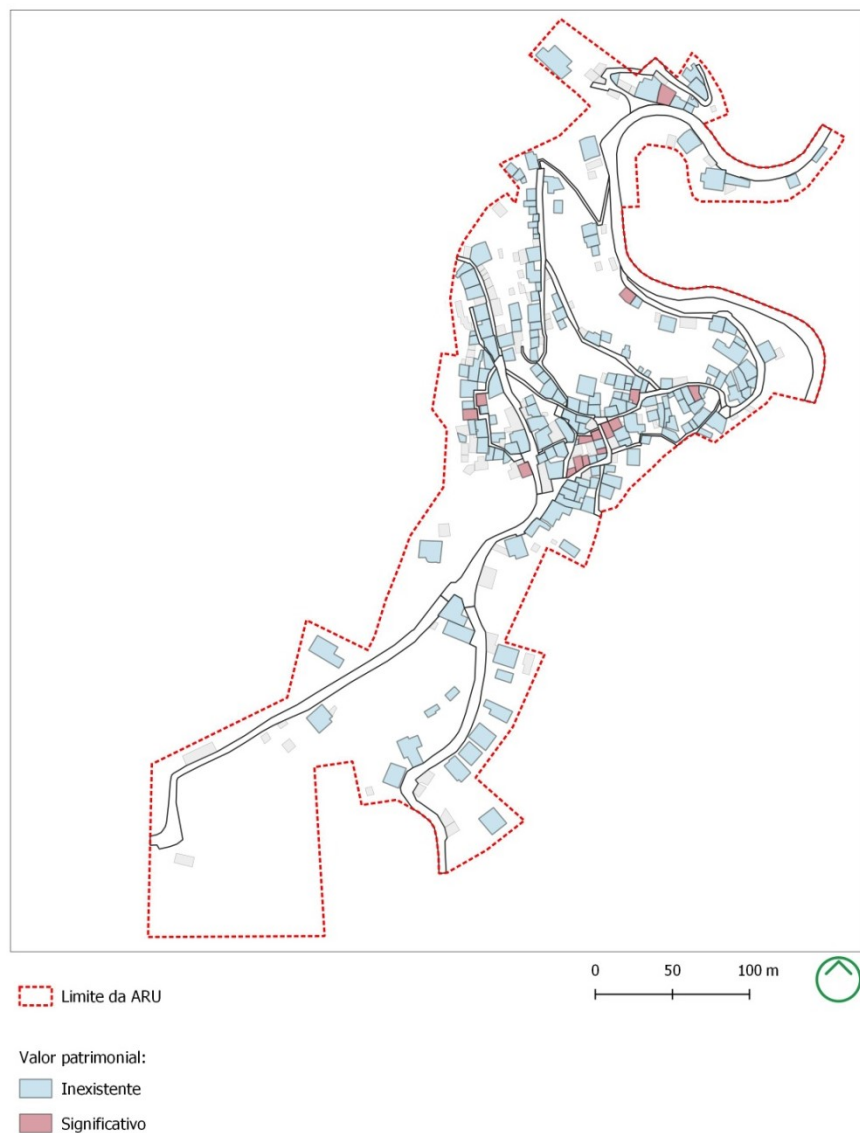 0 50 100 m
Limite da ARU
Valor patrimonial:
Inexistente
Significativo